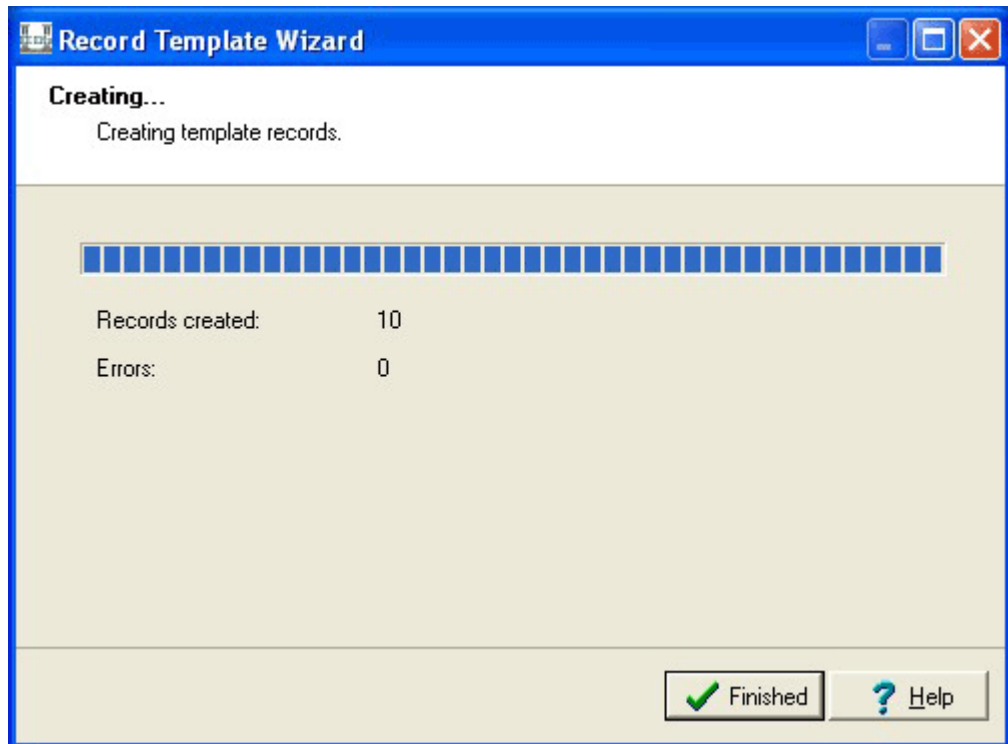 Record Template Wizard
Creating...
Creating template records.
Records created: 10
Errors: 0
Finished
Help